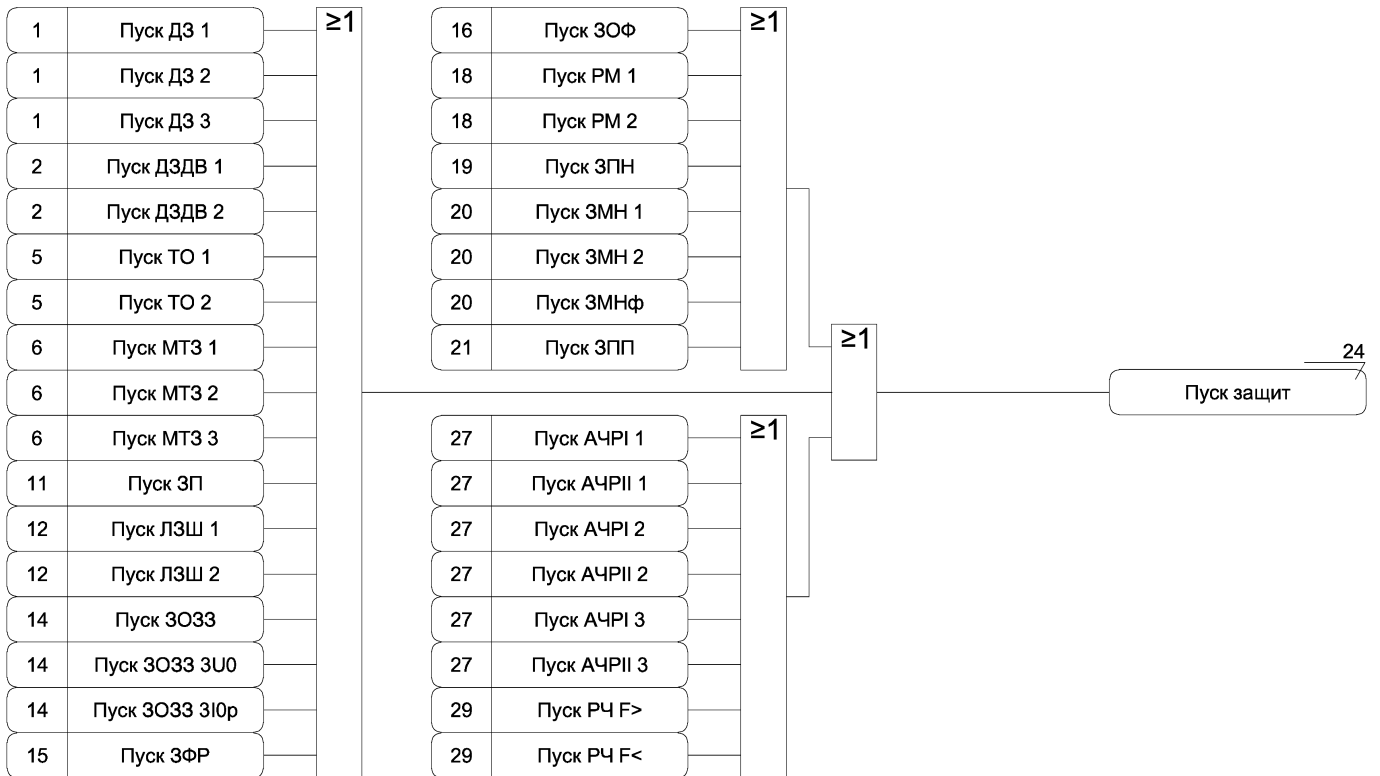 1 Пуск ДЗ 1
1 Пуск ДЗ 2
1 Пуск ДЗ 3
2 Пуск ДЗДВ 1
2 Пуск ДЗДВ 2
5 Пуск ТО 1
5 Пуск ТО 2
6 Пуск МТЗ 1
6 Пуск МТЗ 2
6 Пуск МТЗ 3
11 Пуск ЗП
12 Пуск ЛЗШ 1
12 Пуск ЛЗШ 2
14 Пуск ЗОЗЗ
14 Пуск ЗОЗЗ 3U0
14 Пуск ЗОЗЗ 3I0р
15 Пуск ЗФР
≥1
16 Пуск ЗОФ
18 Пуск РМ 1
18 Пуск РМ 2
19 Пуск ЗПН
20 Пуск ЗМН 1
20 Пуск ЗМН 2
20 Пуск ЗМНф
21 Пуск ЗПП
≥1
27 Пуск АЧРI 1
27 Пуск АЧРII 1
27 Пуск АЧРI 2
27 Пуск АЧРII 2
27 Пуск АЧРI 3
27 Пуск АЧРII 3
29 Пуск РЧ F>
29 Пуск РЧ F<
≥1
≥1
24
Пуск защит